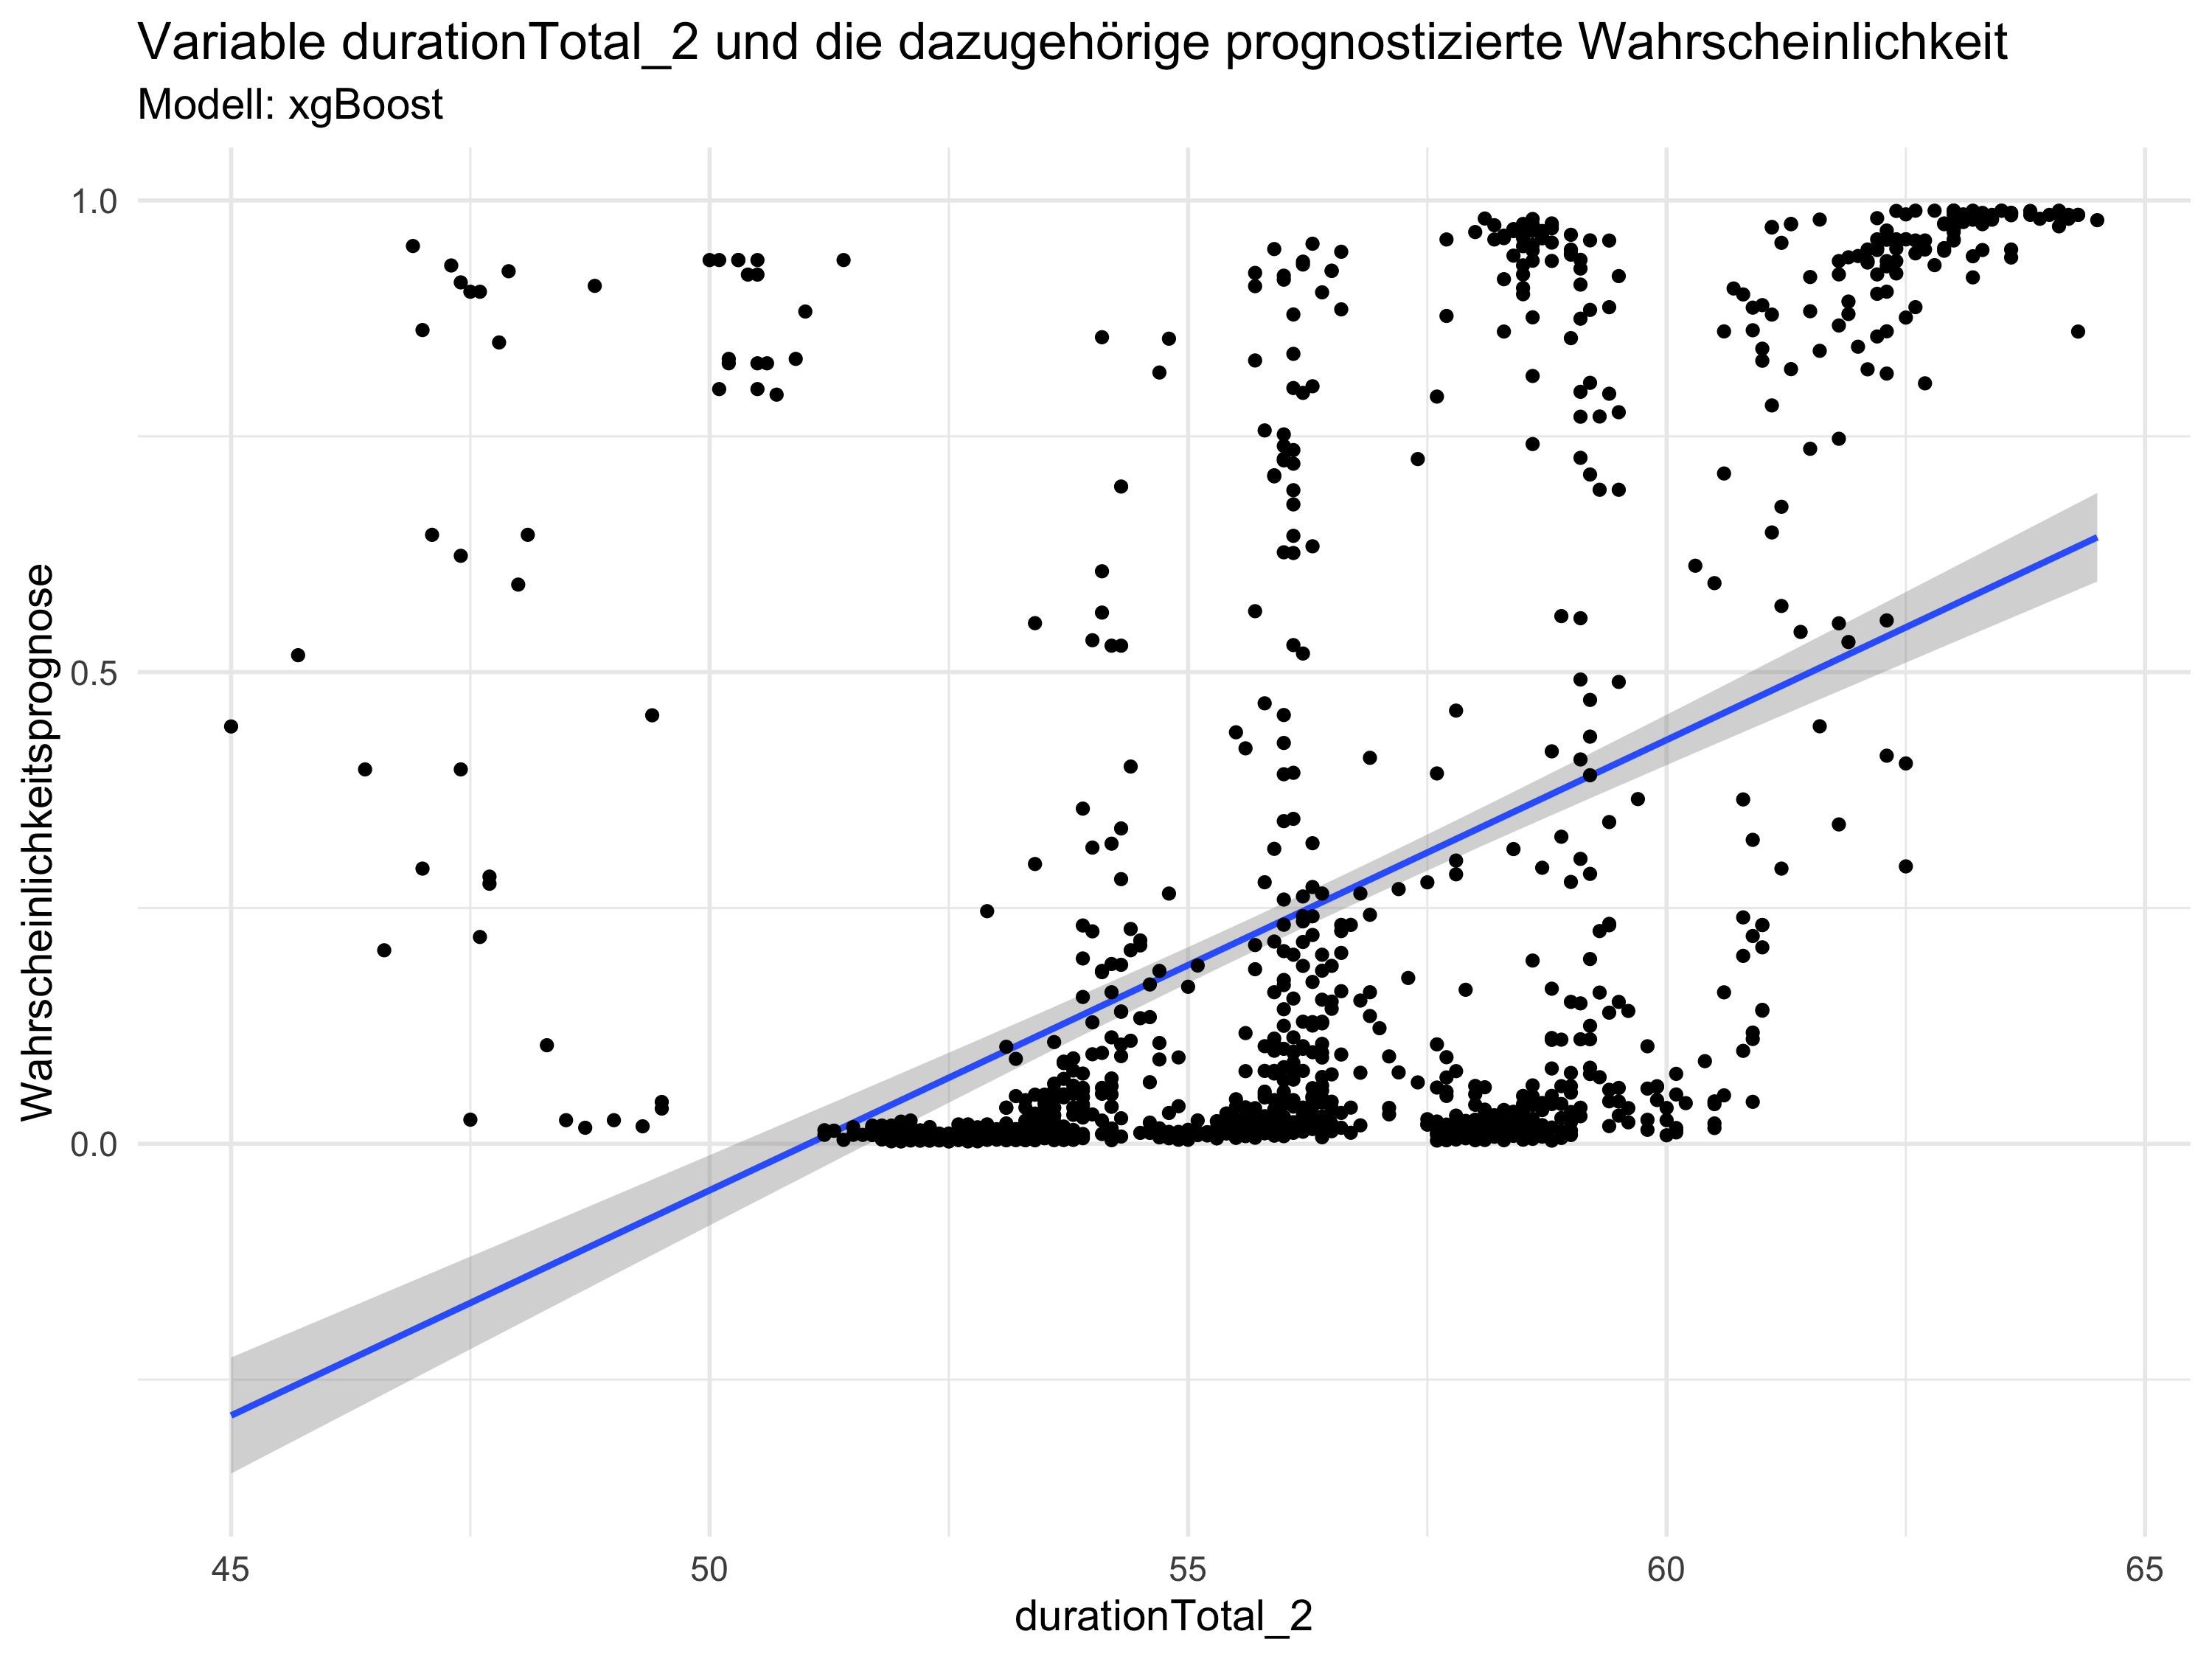 Variable durationTotal_2 und die dazugehörige prognostizierte Wahrscheinlichkeit
Modell: xgBoost
Wahrscheinlichkeitsprognose
1.0
0.5
0.0
45 50 55 60 65
durationTotal_2